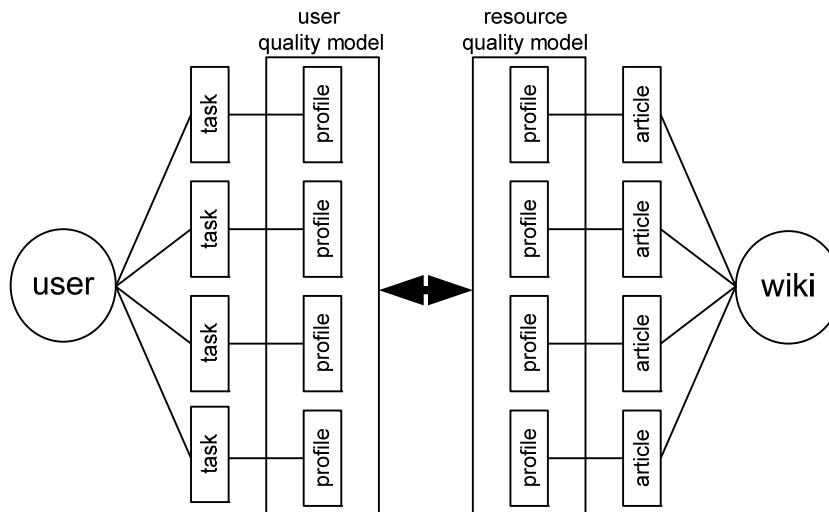 user
quality model
resource
quality model
task
profile
profile
article
task
profile
profile
article
user
wiki
task
profile
profile
article
task
profile
profile
article